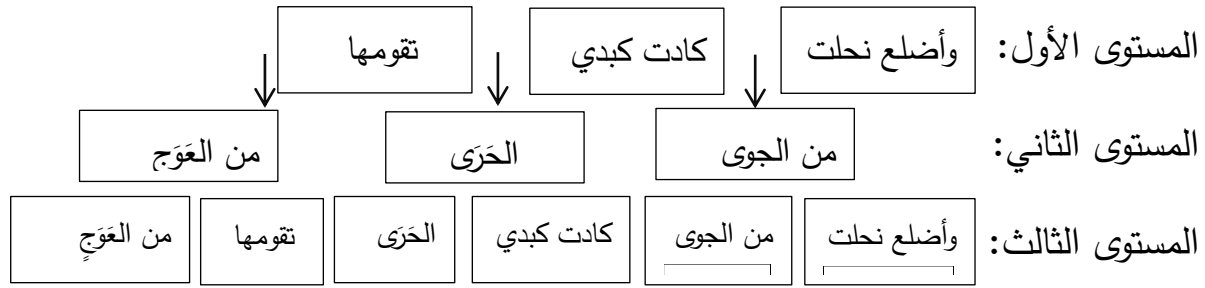 المستوى الأول: وأضلع نحلت كادت كبدي تقومها
المستوى الثاني: من الجوى الحَرَى من العَوَج
المستوى الثالث: وأضلع نحلت من الجوى كادت كبدي الحَرَى تقومها من العَوَجٍ